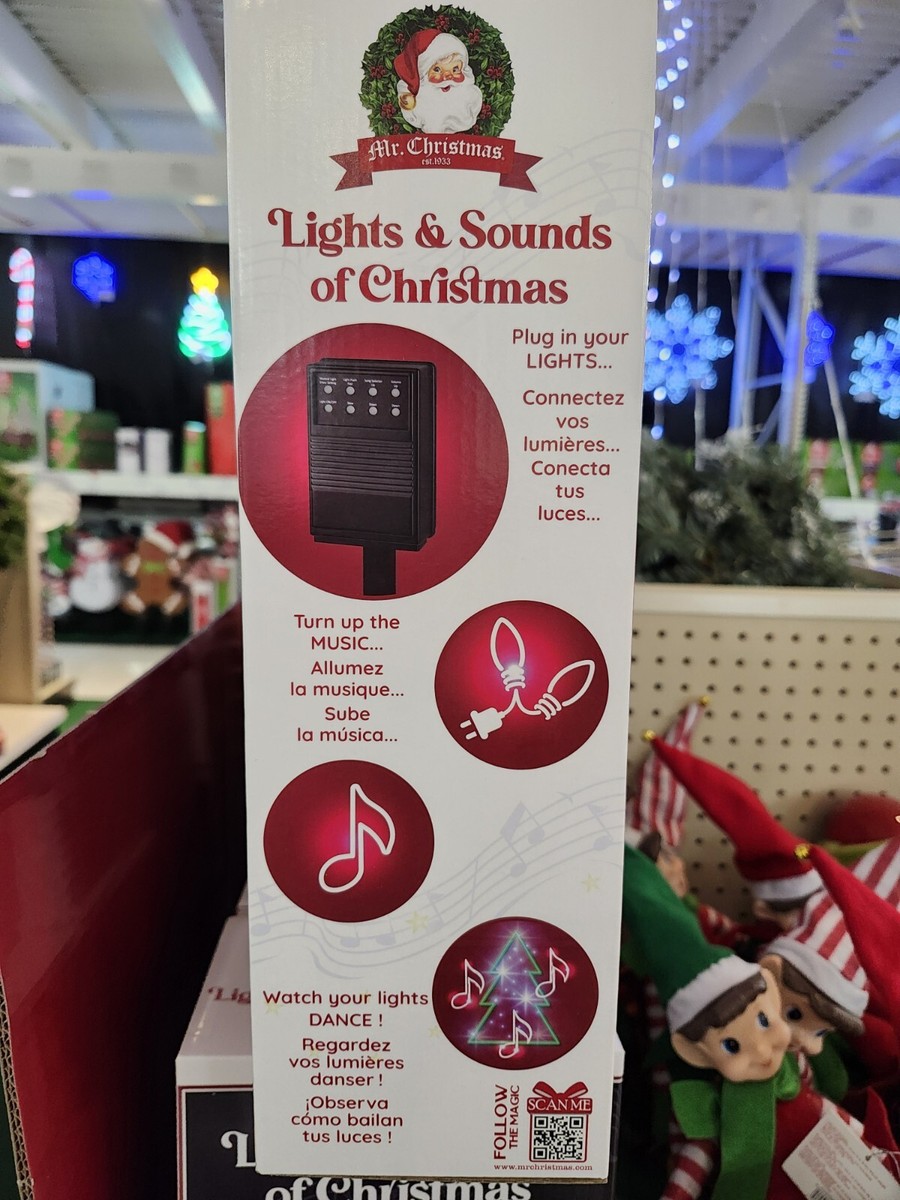 Mr. Christmas.
est.1933
Lights & Sounds
of Christmas
Plug in your
LIGHTS...
Connectez
vos
lumières...
Conecta
tus
luces...
Turn up the
MUSIC...
Allumez
la musique...
Sube
la música...
Watch your lights
DANCE !
Regardez
vos lumières
danser !
¡Observa
cómo bailan
tus luces !
FOLLOW
THE MAGIC
SCAN ME
www.mrchristmas.com
of Christmas